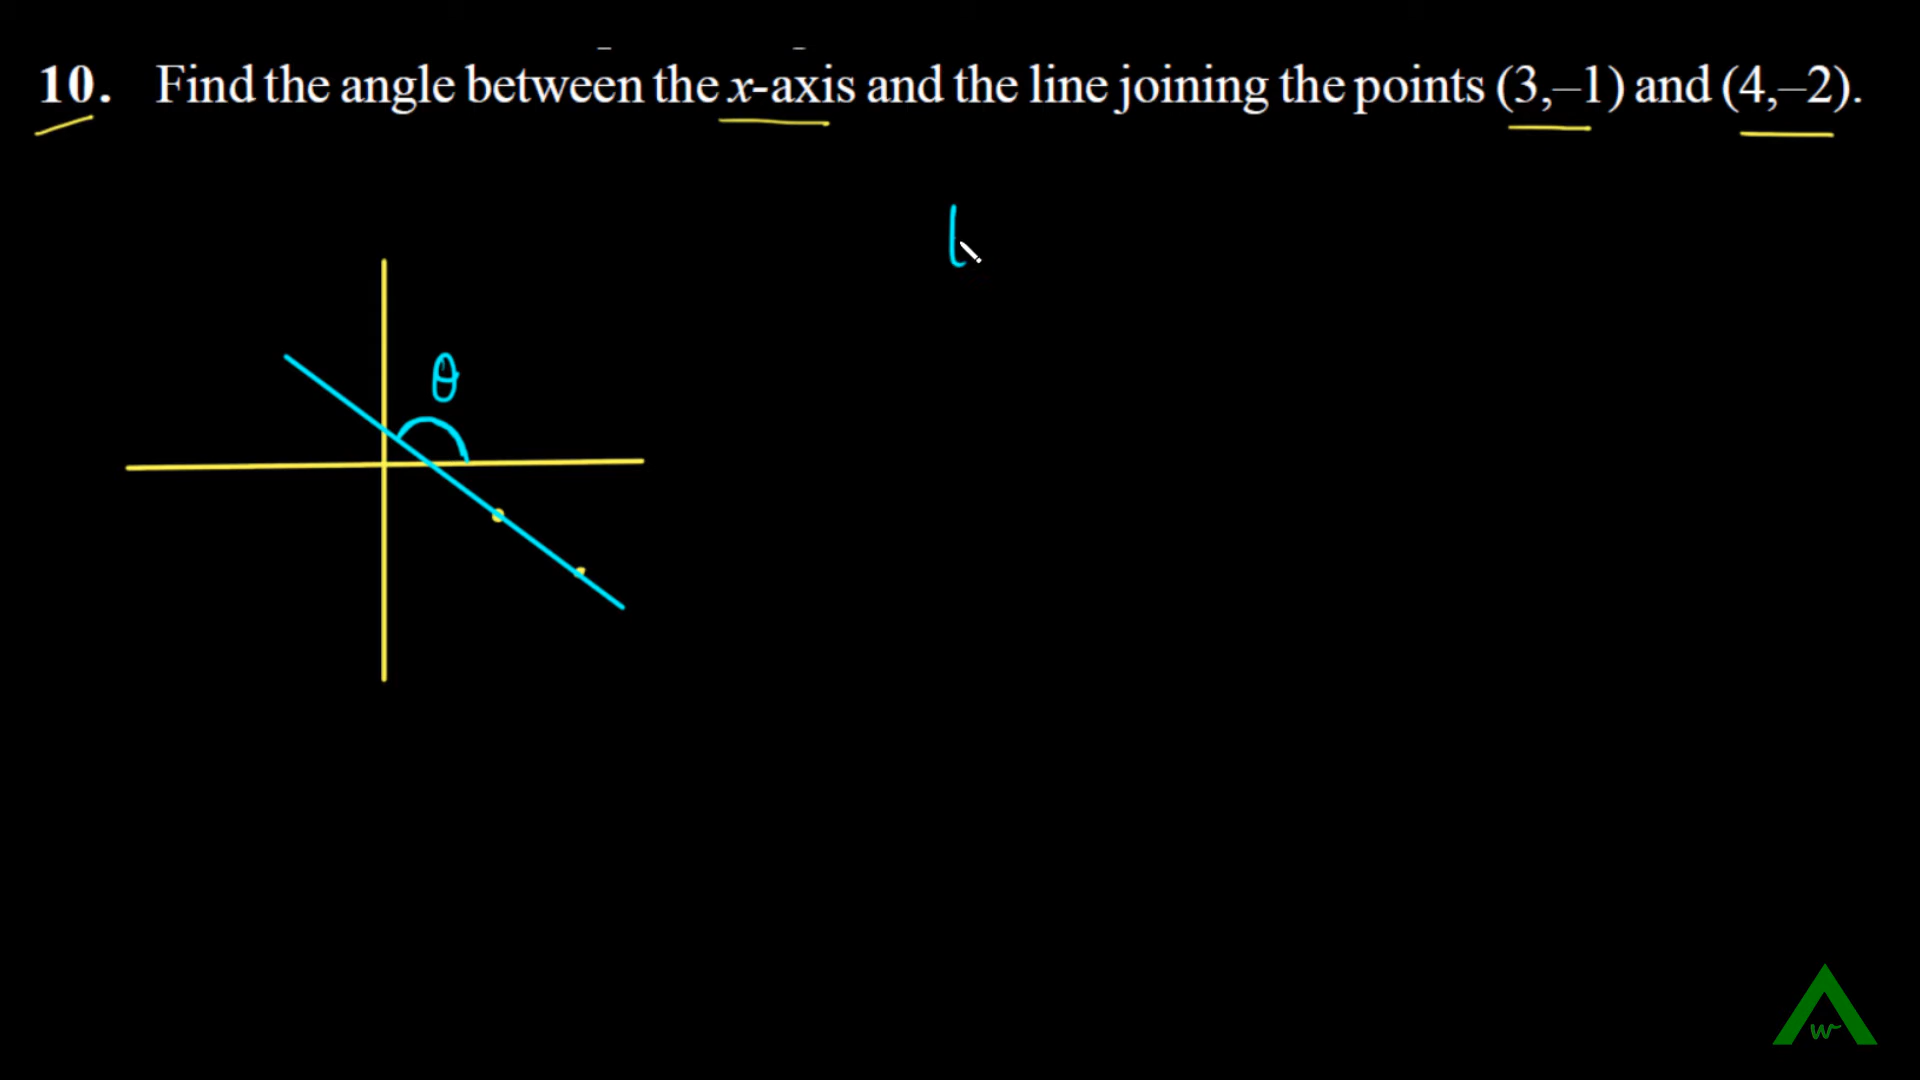 10. Find the angle between the x-axis and the line joining the points (3,–1) and (4,–2).
θ
w